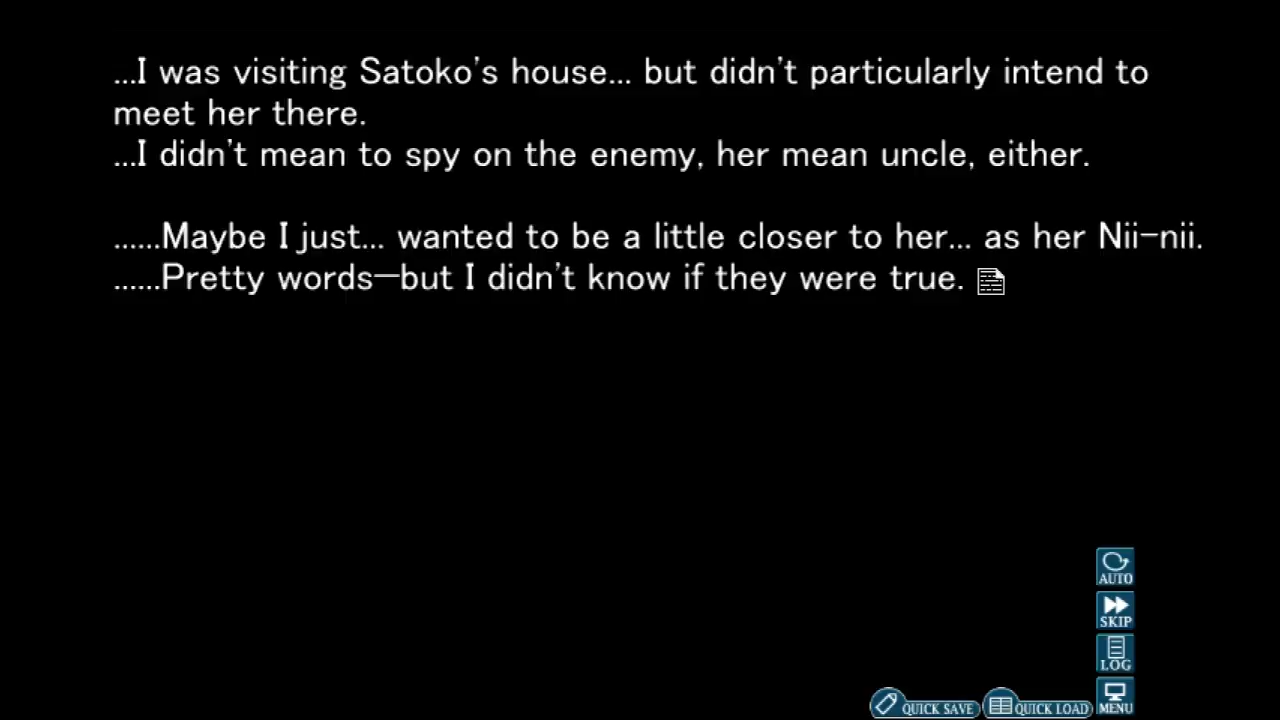 ...I was visiting Satoko's house... but didn't particularly intend to
meet her there.
...I didn't mean to spy on the enemy, her mean uncle, either.
......Maybe I just... wanted to be a little closer to her... as her Nii-nii.
......Pretty words—but I didn't know if they were true.
AUTO
SKIP
LOG
QUICK SAVE
QUICK LOAD
MENU